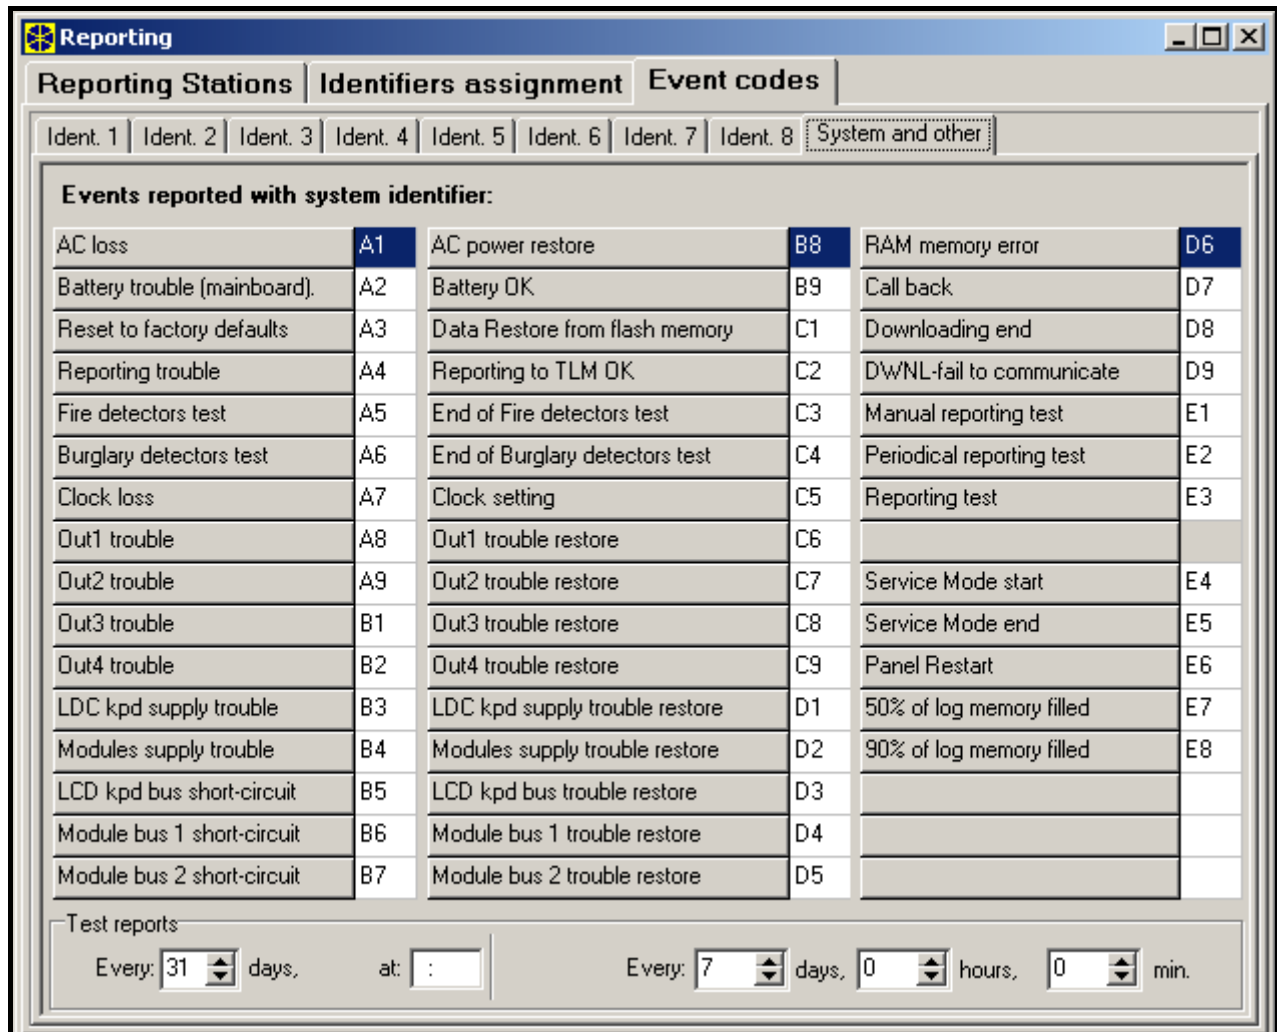 Reporting
Reporting Stations Identifiers assignment Event codes
Ident. 1 Ident. 2 Ident. 3 Ident. 4 Ident. 5 Ident. 6 Ident. 7 Ident. 8 System and other
Events reported with system identifier:
AC loss A1 AC power restore B8 RAM memory error D6
Battery trouble (mainboard). A2 Battery OK B9 Call back D7
Reset to factory defaults A3 Data Restore from flash memory C1 Downloading end D8
Reporting trouble A4 Reporting to TLM OK C2 DWNL-fail to communicate D9
Fire detectors test A5 End of Fire detectors test C3 Manual reporting test E1
Burglary detectors test A6 End of Burglary detectors test C4 Periodical reporting test E2
Clock loss A7 Clock setting C5 Reporting test E3
Out1 trouble A8 Out1 trouble restore C6
Out2 trouble A9 Out2 trouble restore C7 Service Mode start E4
Out3 trouble B1 Out3 trouble restore C8 Service Mode end E5
Out4 trouble B2 Out4 trouble restore C9 Panel Restart E6
LDC kpd supply trouble B3 LDC kpd supply trouble restore D1 50% of log memory filled E7
Modules supply trouble B4 Modules supply trouble restore D2 90% of log memory filled E8
LCD kpd bus short-circuit B5 LCD kpd bus trouble restore D3
Module bus 1 short-circuit B6 Module bus 1 trouble restore D4
Module bus 2 short-circuit B7 Module bus 2 trouble restore D5
Test reports
Every: 31 days, at: : Every: 7 days, 0 hours, 0 min.